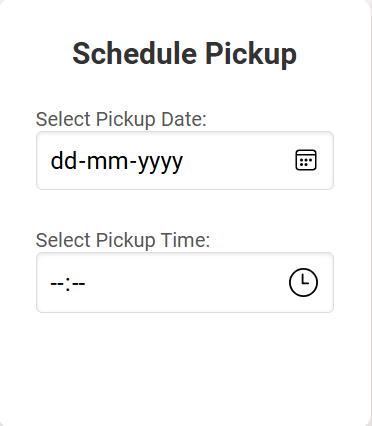 Schedule Pickup
Select Pickup Date:
dd-mm-yyyy
Select Pickup Time:
--:--